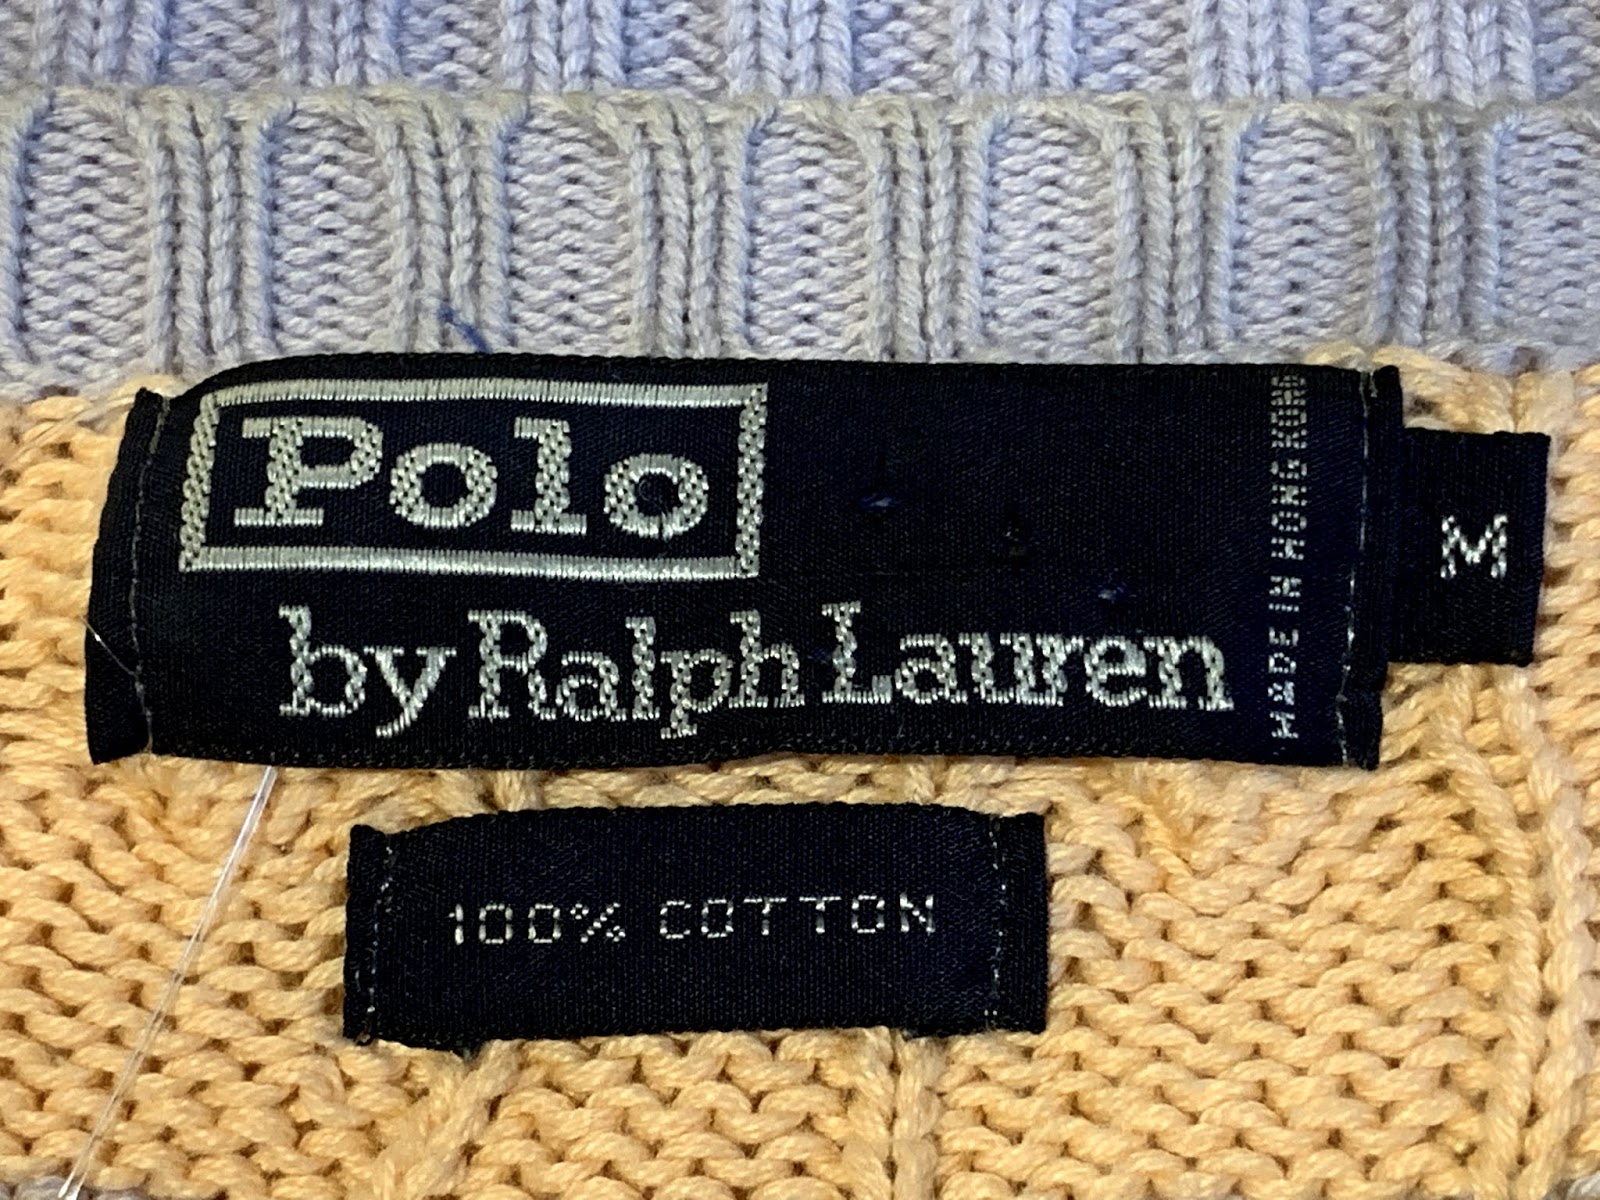 Polo
by Ralph Lauren
MADE IN HONG KONG
M
100% COTTON